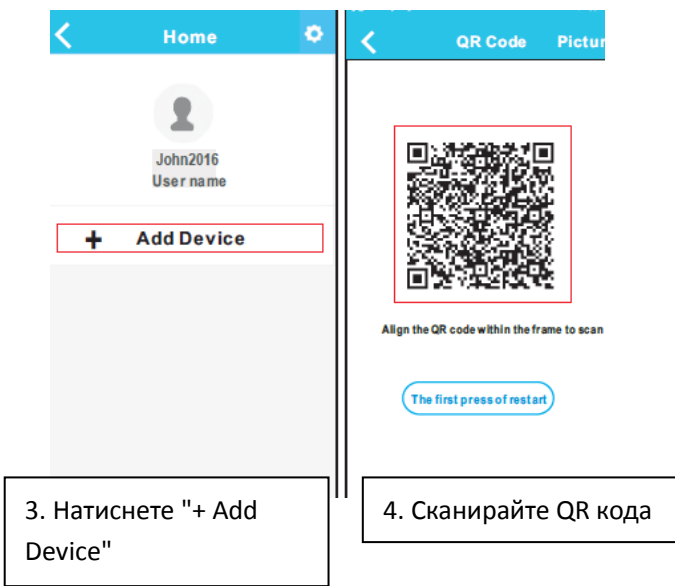 Home
John2016
User name
+ Add Device
3. Натиснете "+ Add
Device"
QR Code Pictur
Align the QR code within the frame to scan
The first press of restart
4. Сканирайте QR кода